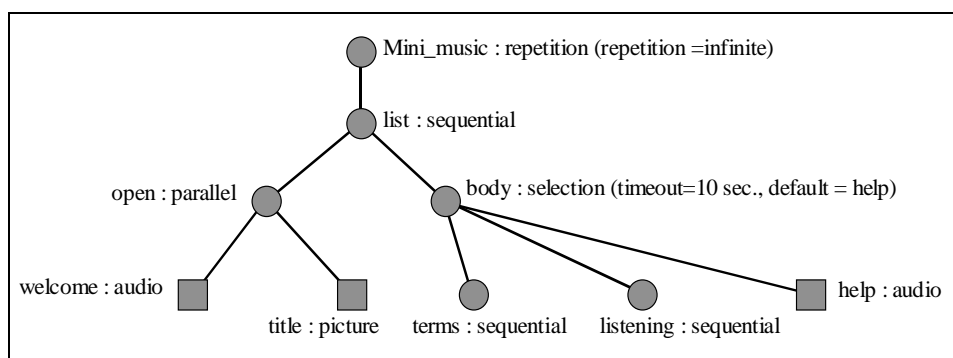 Mini_music : repetition (repetition =infinite)
list : sequential
open : parallel
body : selection (timeout=10 sec., default = help)
welcome : audio
title : picture
terms : sequential
listening : sequential
help : audio